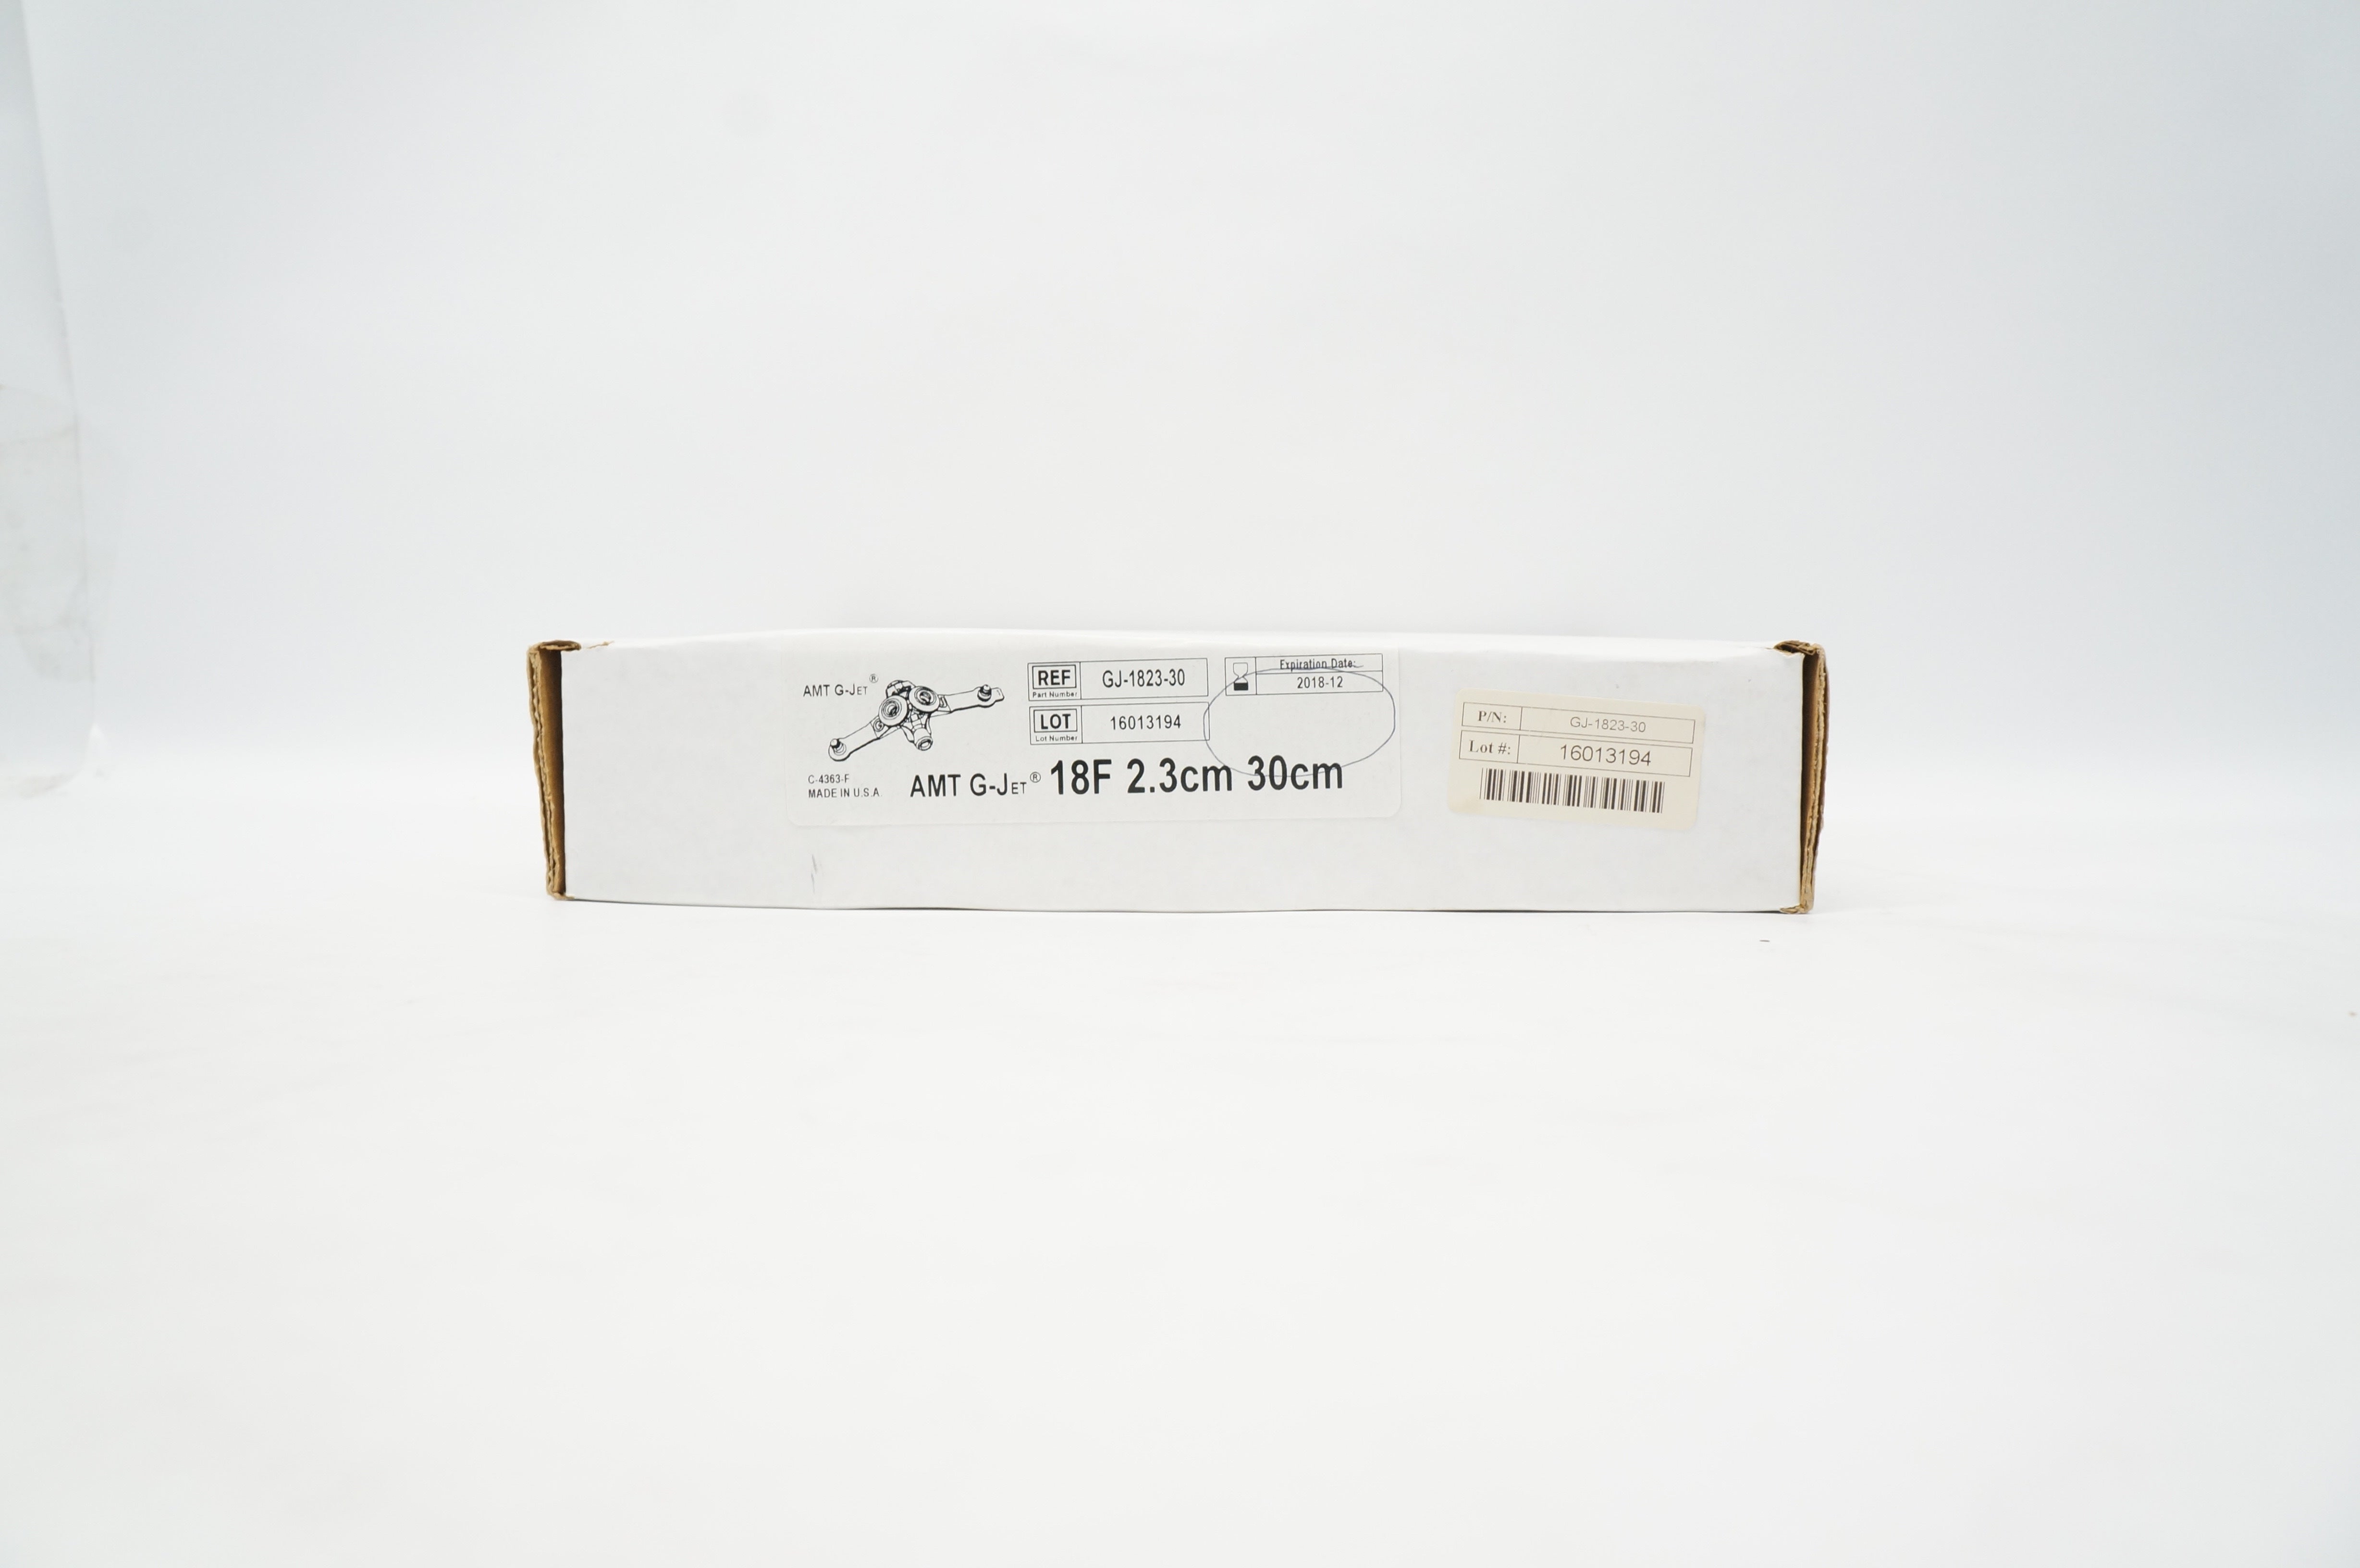 AMT G-JET®
REF GJ-1823-30
Part Number
LOT 16013194
Lot Number
Expiration Date:
2018-12
C-4363-F
MADE IN U.S.A.
AMT G-JET® 18F 2.3cm 30cm
P/N: GJ-1823-30
Lot #: 16013194